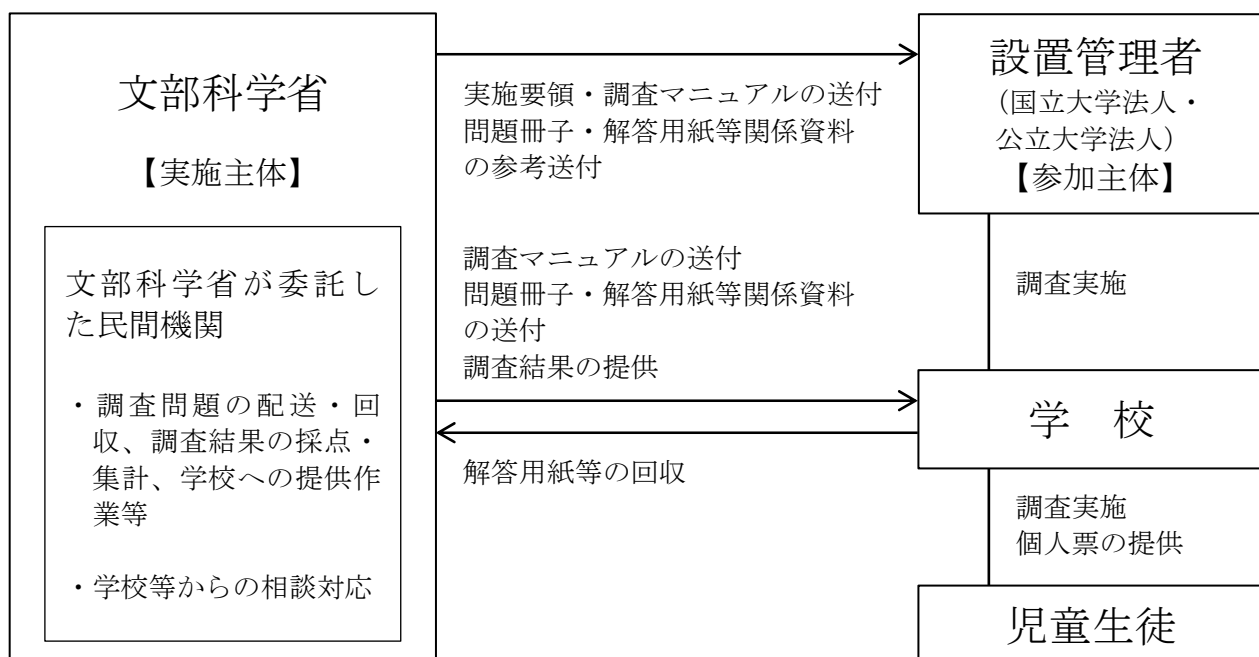 文部科学省
【実施主体】
文部科学省が委託し
た民間機関
・調査問題の配送・回
収、調査結果の採点・
集計、学校への提供作
業等
・学校等からの相談対応
実施要領・調査マニュアルの送付
問題冊子・解答用紙等関係資料
の参考送付
調査マニュアルの送付
問題冊子・解答用紙等関係資料
の送付
調査結果の提供
解答用紙等の回収
設置管理者
（国立大学法人・
公立大学法人）
【参加主体】
調査実施
学　校
調査実施
個人票の提供
児童生徒